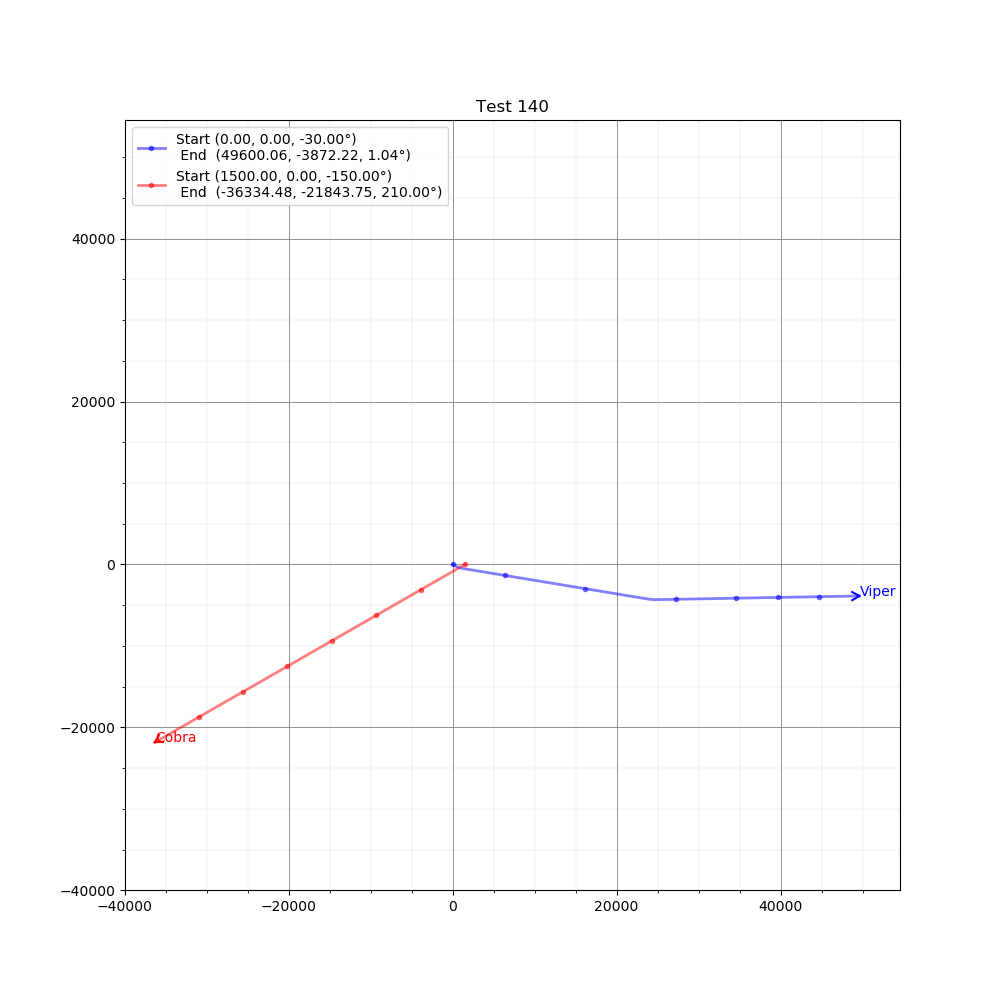 Test 140
Start (0.00, 0.00, -30.00°)
End  (49600.06, -3872.22, 1.04°)
Start (1500.00, 0.00, -150.00°)
End  (-36334.48, -21843.75, 210.00°)
40000
20000
0
−20000
−40000
Viper
Cobra
−40000
−20000
0
20000
40000